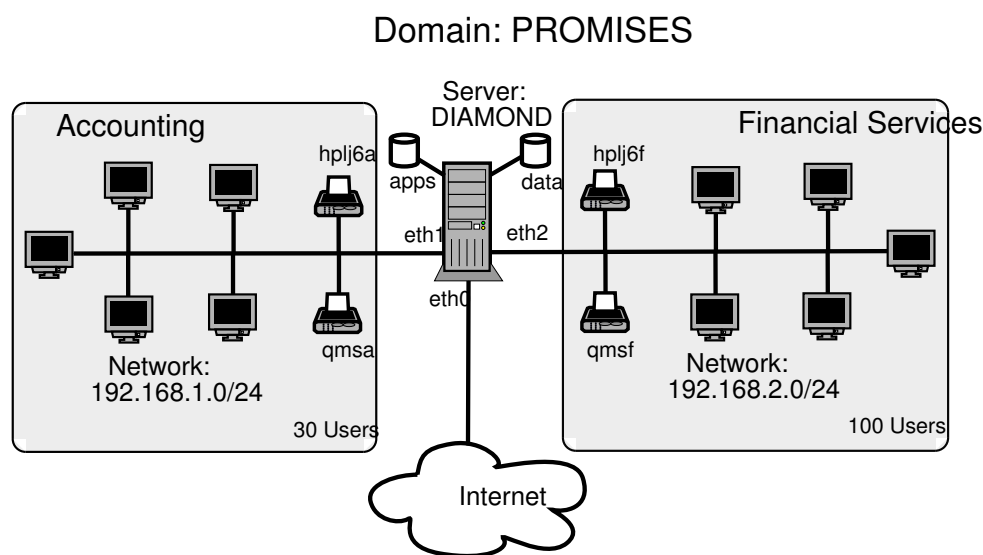 Domain: PROMISES
Server:
DIAMOND
Accounting
Financial Services
hplj6a
apps
data
hplj6f
eth1
eth2
eth0
qmsa
qmsf
Network:
192.168.1.0/24
Network:
192.168.2.0/24
30 Users
100 Users
Internet